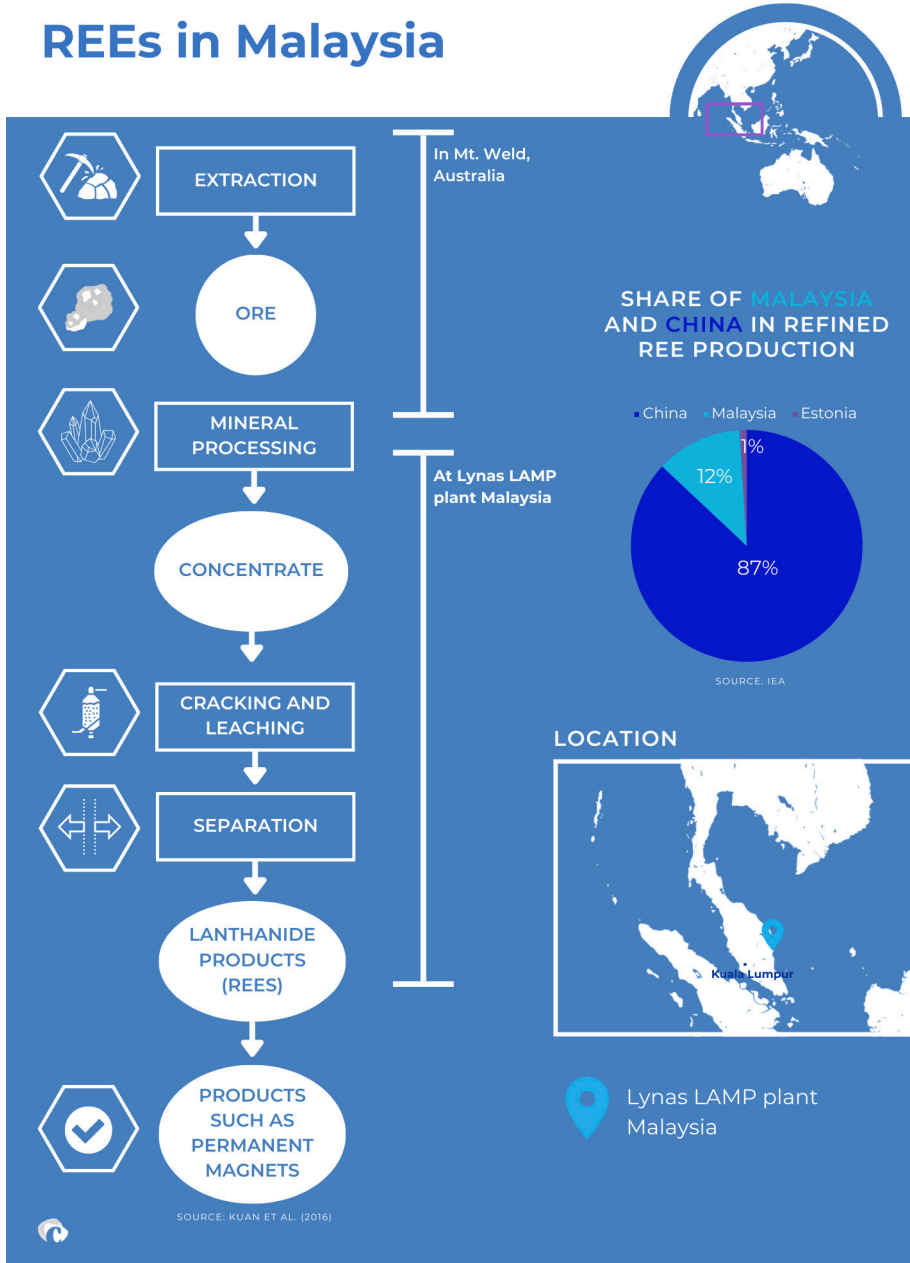 REEs in Malaysia
EXTRACTION
ORE
MINERAL
PROCESSING
CONCENTRATE
CRACKING AND
LEACHING
SEPARATION
LANTHANIDE
PRODUCTS
(REES)
PRODUCTS
SUCH AS
PERMANENT
MAGNETS
SOURCE: KUAN ET AL. (2016)
In Mt. Weld,
Australia
At Lynas LAMP
plant Malaysia
SHARE OF MALAYSIA
AND CHINA IN REFINED
REE PRODUCTION
China Malaysia Estonia
1%
12%
87%
SOURCE: IEA
LOCATION
Kuala Lumpur
Lynas LAMP plant
Malaysia